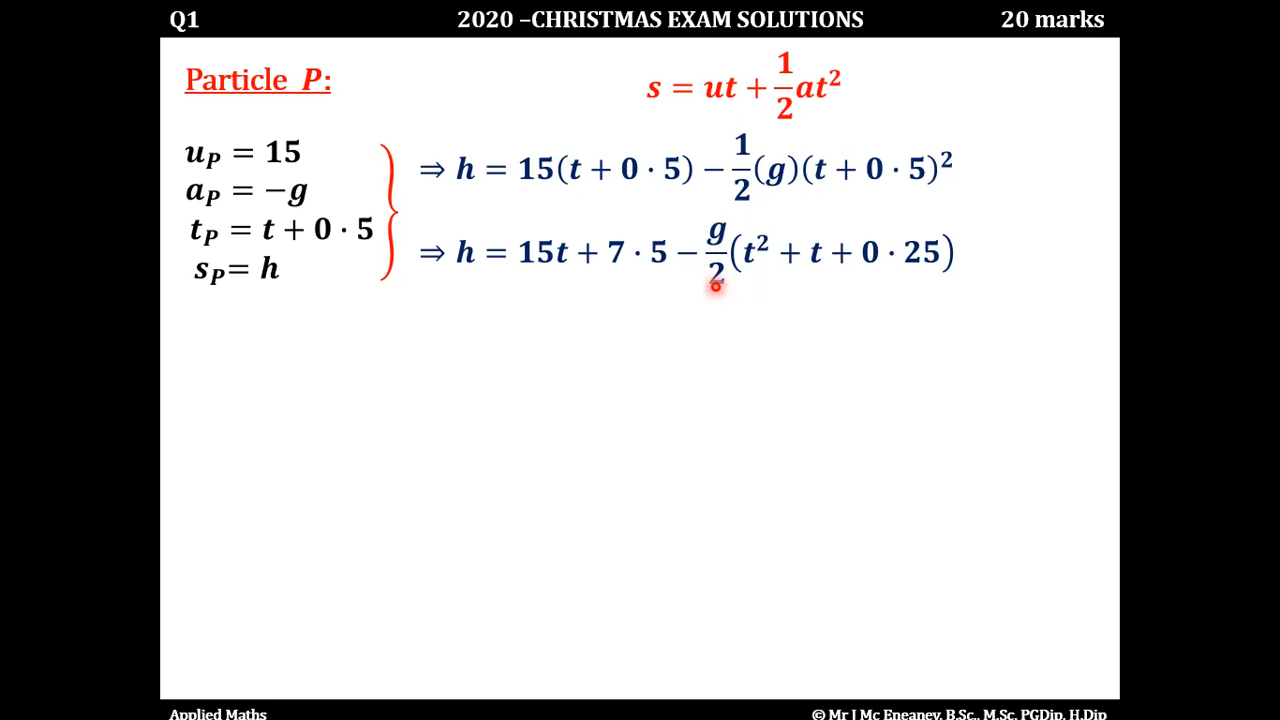 Q1 2020 –CHRISTMAS EXAM SOLUTIONS 20 marks
Particle P:
s = ut + 1/2 at²
u_P = 15
a_P = −g
t_P = t + 0·5
s_P= h
⇒ h = 15(t + 0·5) − 1/2 (g)(t + 0·5)²
⇒ h = 15t + 7·5 − g/2 (t² + t + 0·25)
Applied Maths © Mr J Mc Eneaney, B.Sc., M.Sc, PGDip, H.Dip